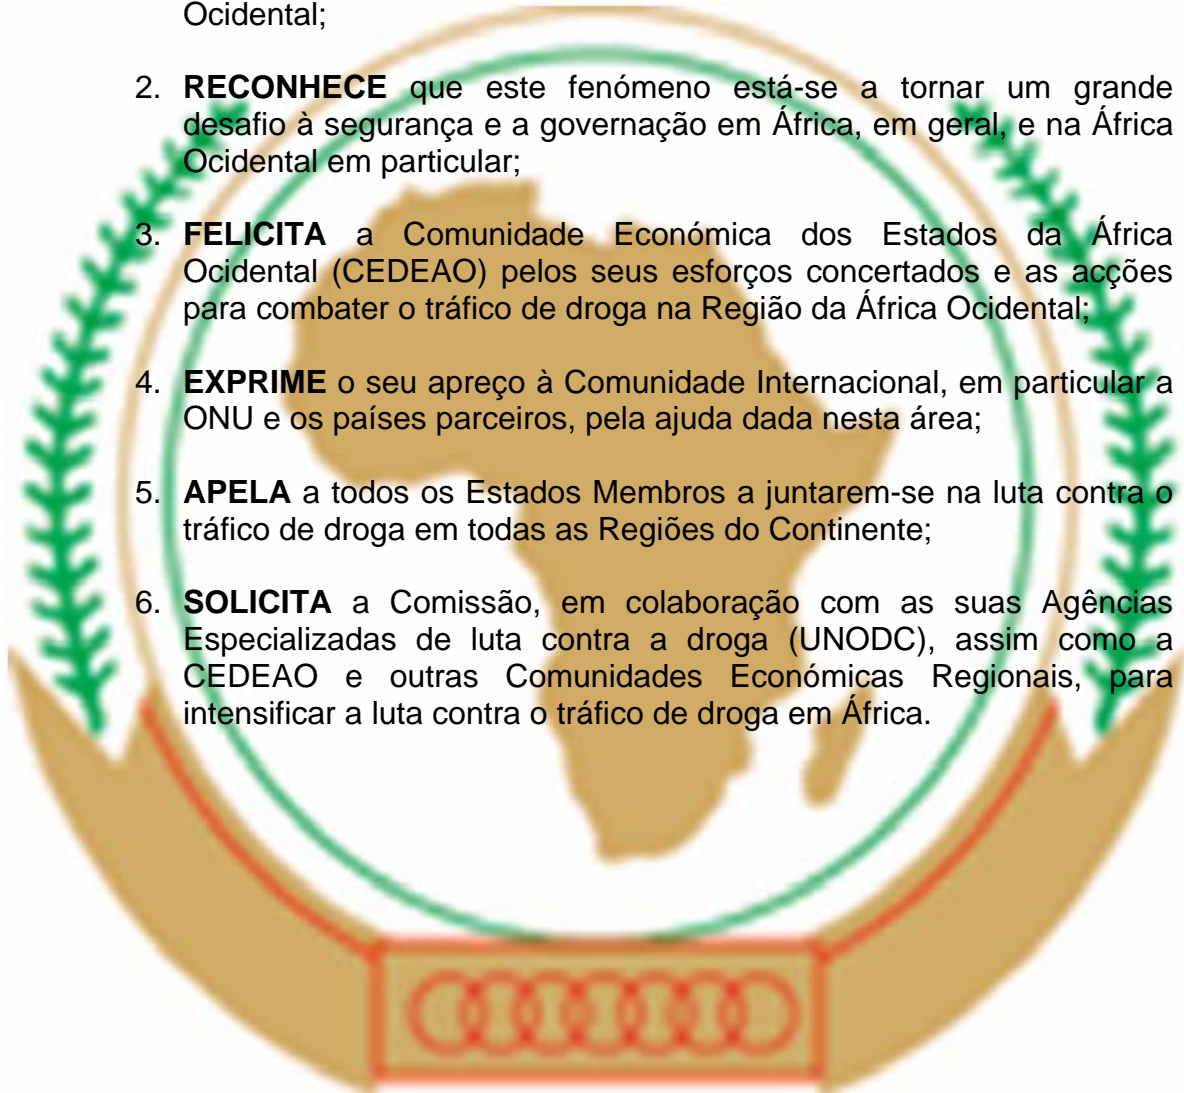 Ocidental;
2. RECONHECE que este fenómeno está-se a tornar um grande
desafio à segurança e a governação em África, em geral, e na África
Ocidental em particular;
3. FELICITA a Comunidade Económica dos Estados da África
Ocidental (CEDEAO) pelos seus esforços concertados e as acções
para combater o tráfico de droga na Região da África Ocidental;
4. EXPRIME o seu apreço à Comunidade Internacional, em particular a
ONU e os países parceiros, pela ajuda dada nesta área;
5. APELA a todos os Estados Membros a juntarem-se na luta contra o
tráfico de droga em todas as Regiões do Continente;
6. SOLICITA a Comissão, em colaboração com as suas Agências
Especializadas de luta contra a droga (UNODC), assim como a
CEDEAO e outras Comunidades Económicas Regionais, para
intensificar a luta contra o tráfico de droga em África.